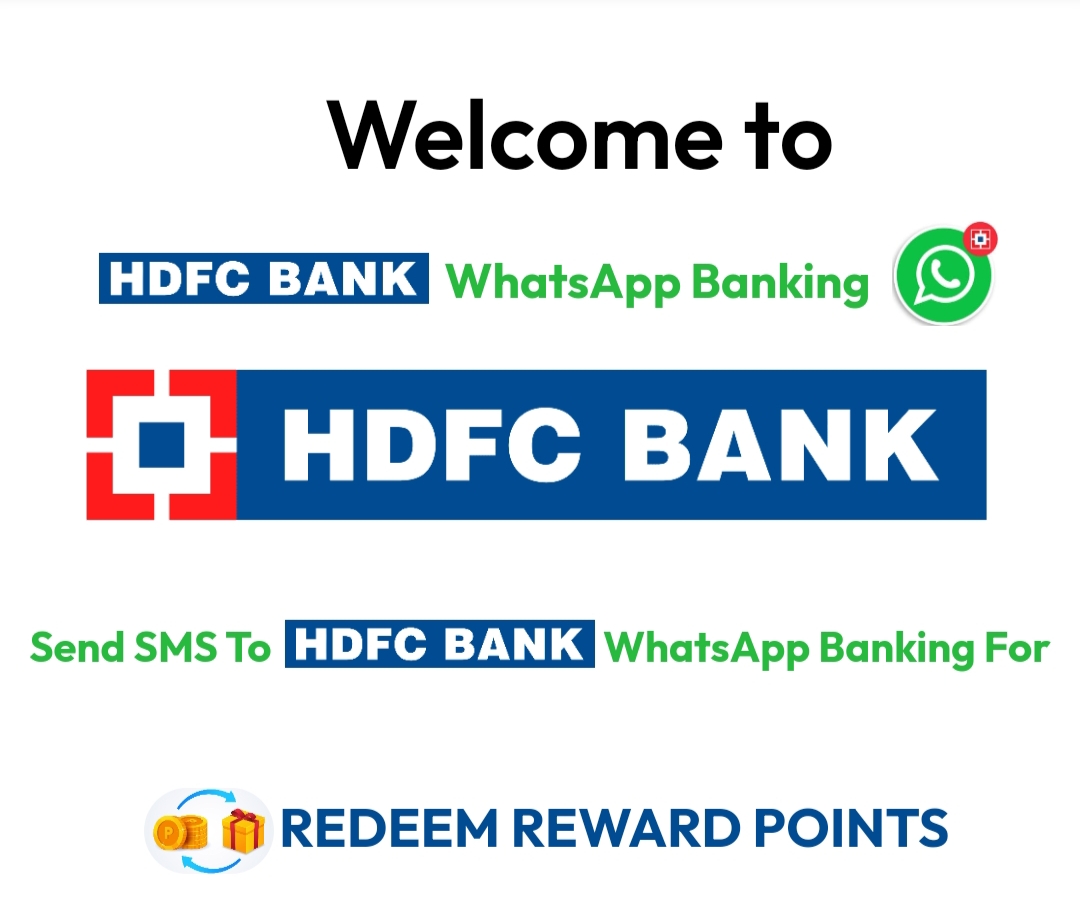 Welcome to
HDFC BANK WhatsApp Banking
HDFC BANK
Send SMS To HDFC BANK WhatsApp Banking For
P REDEEM REWARD POINTS